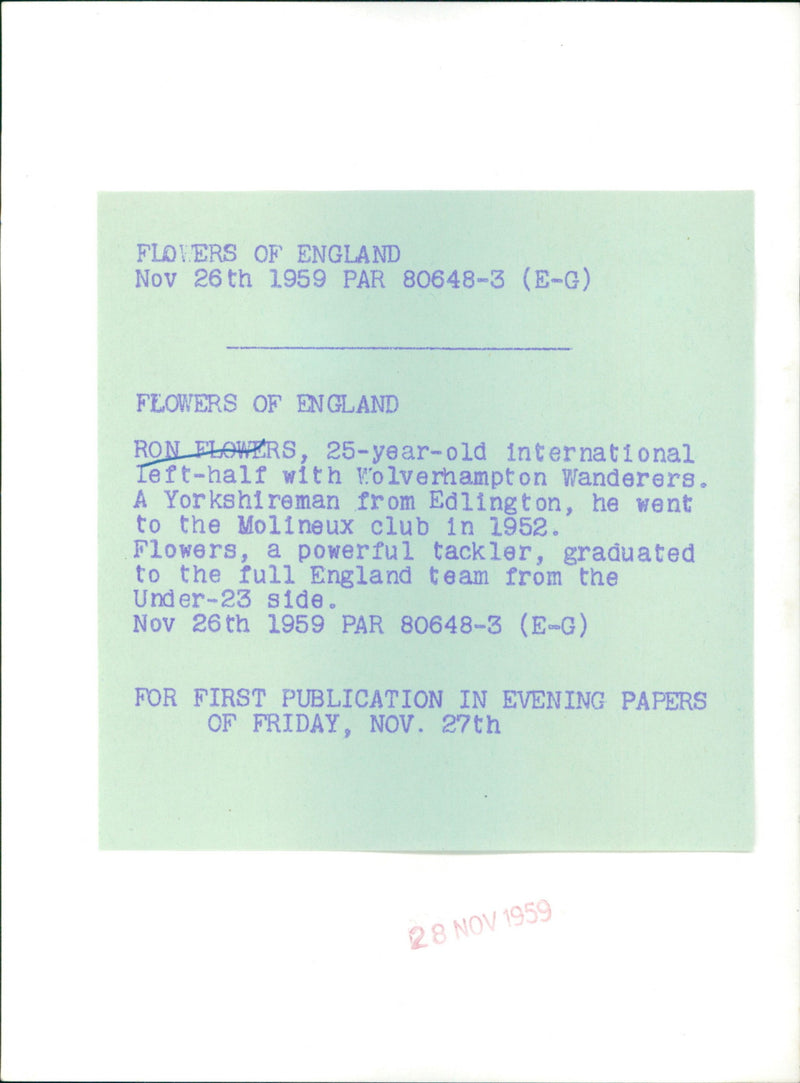 FLOWERS OF ENGLAND
Nov 26th 1959 PAR 80648-3 (E-G)
FLOWERS OF ENGLAND
RON FLOWERS, 25-year-old international
left-half with Wolverhampton Wanderers.
A Yorkshireman from Edlington, he went
to the Molineux club in 1952.
Flowers, a powerful tackler, graduated
to the full England team from the
Under-23 side.
Nov 26th 1959 PAR 80648-3 (E-G)
FOR FIRST PUBLICATION IN EVENING PAPERS
OF FRIDAY, NOV. 27th
28 NOV 1959